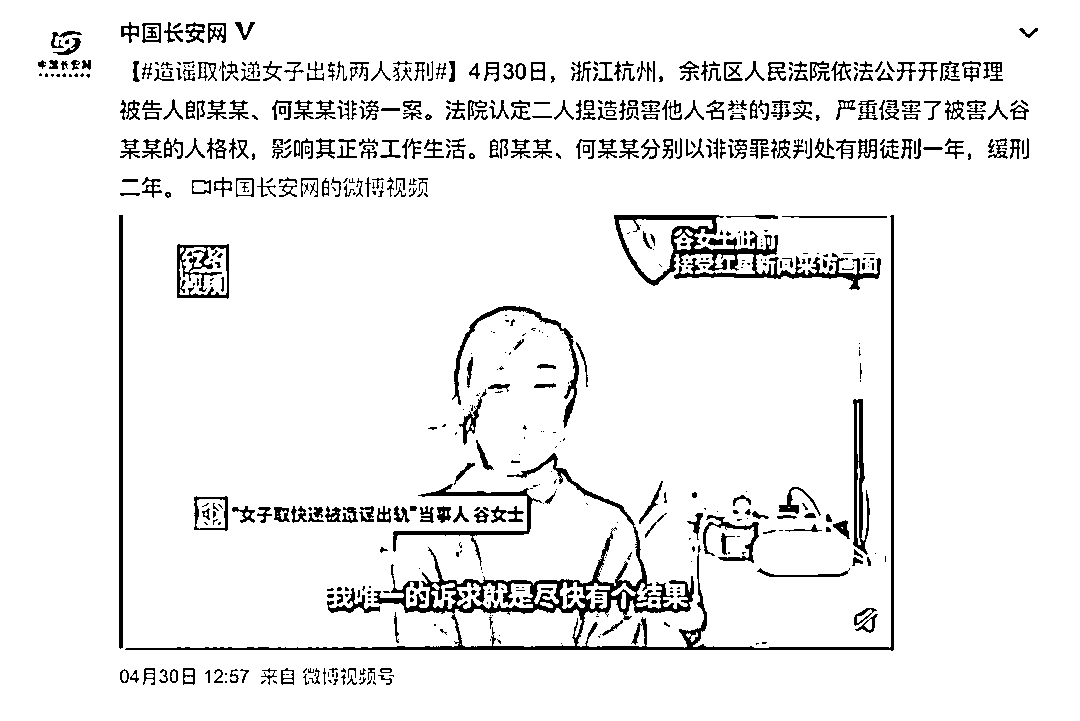 中国长安网 V
中国长安网
【#造谣取快递女子出轨两人获刑#】4月30日，浙江杭州，余杭区人民法院依法公开开庭审理
被告人郎某某、何某某诽谤一案。法院认定二人捏造损害他人名誉的事实，严重侵害了被害人谷
某某的人格权，影响其正常工作生活。郎某某、何某某分别以诽谤罪被判处有期徒刑一年，缓刑
二年。 中国长安网的微博视频
谷女士此前
接受红星新闻采访画面
红星
视频
"女子取快递被造谣出轨"当事人 谷女士
我唯一的诉求就是尽快有个结果
04月30日 12:57 来自 微博视频号